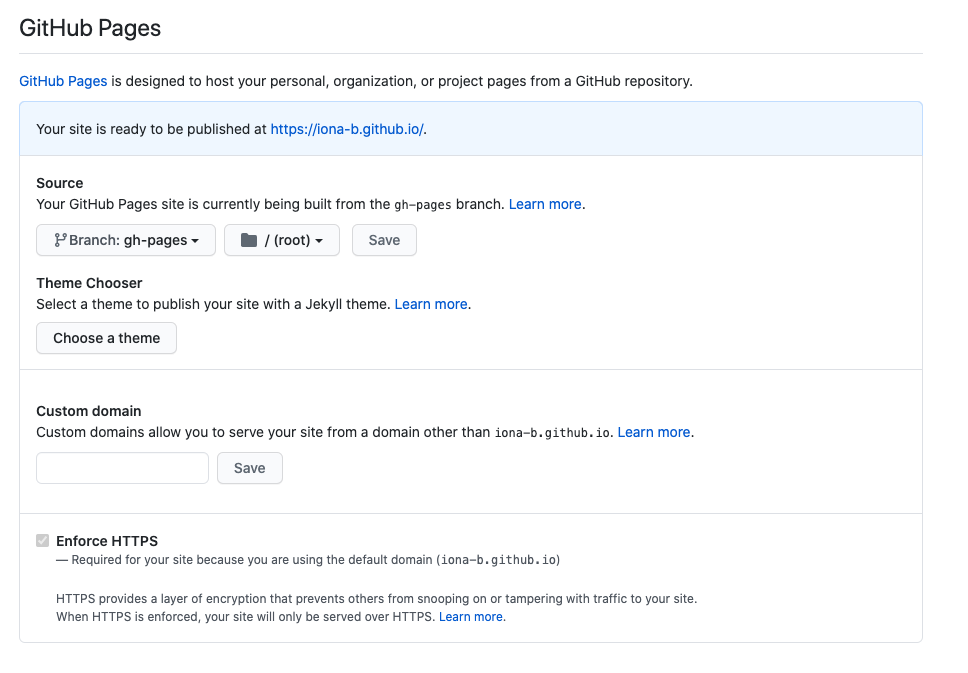 GitHub Pages
GitHub Pages is designed to host your personal, organization, or project pages from a GitHub repository.
Your site is ready to be published at https://iona-b.github.io/.
Source
Your GitHub Pages site is currently being built from the gh-pages branch. Learn more.
Branch: gh-pages / (root) Save
Theme Chooser
Select a theme to publish your site with a Jekyll theme. Learn more.
Choose a theme
Custom domain
Custom domains allow you to serve your site from a domain other than iona-b.github.io. Learn more.
Save
Enforce HTTPS
— Required for your site because you are using the default domain (iona-b.github.io)
HTTPS provides a layer of encryption that prevents others from snooping on or tampering with traffic to your site.
When HTTPS is enforced, your site will only be served over HTTPS. Learn more.